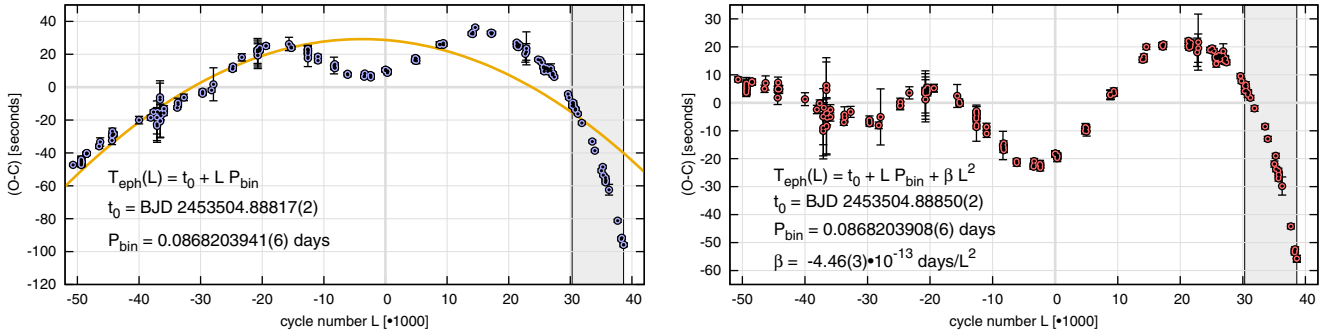 40
20
0
-20
-40
-60
-80
-100
-120
(O-C) [seconds]
T_eph(L) = t_0 + L P_bin
t_0 = BJD 2453504.88817(2)
P_bin = 0.0868203941(6) days
-50 -40 -30 -20 -10 0 10 20 30 40
cycle number L [•1000]
30
20
10
0
-10
-20
-30
-40
-50
-60
(O-C) [seconds]
T_eph(L) = t_0 + L P_bin + β L^2
t_0 = BJD 2453504.88850(2)
P_bin = 0.0868203908(6) days
β = -4.46(3)•10^-13 days/L^2
-50 -40 -30 -20 -10 0 10 20 30 40
cycle number L [•1000]